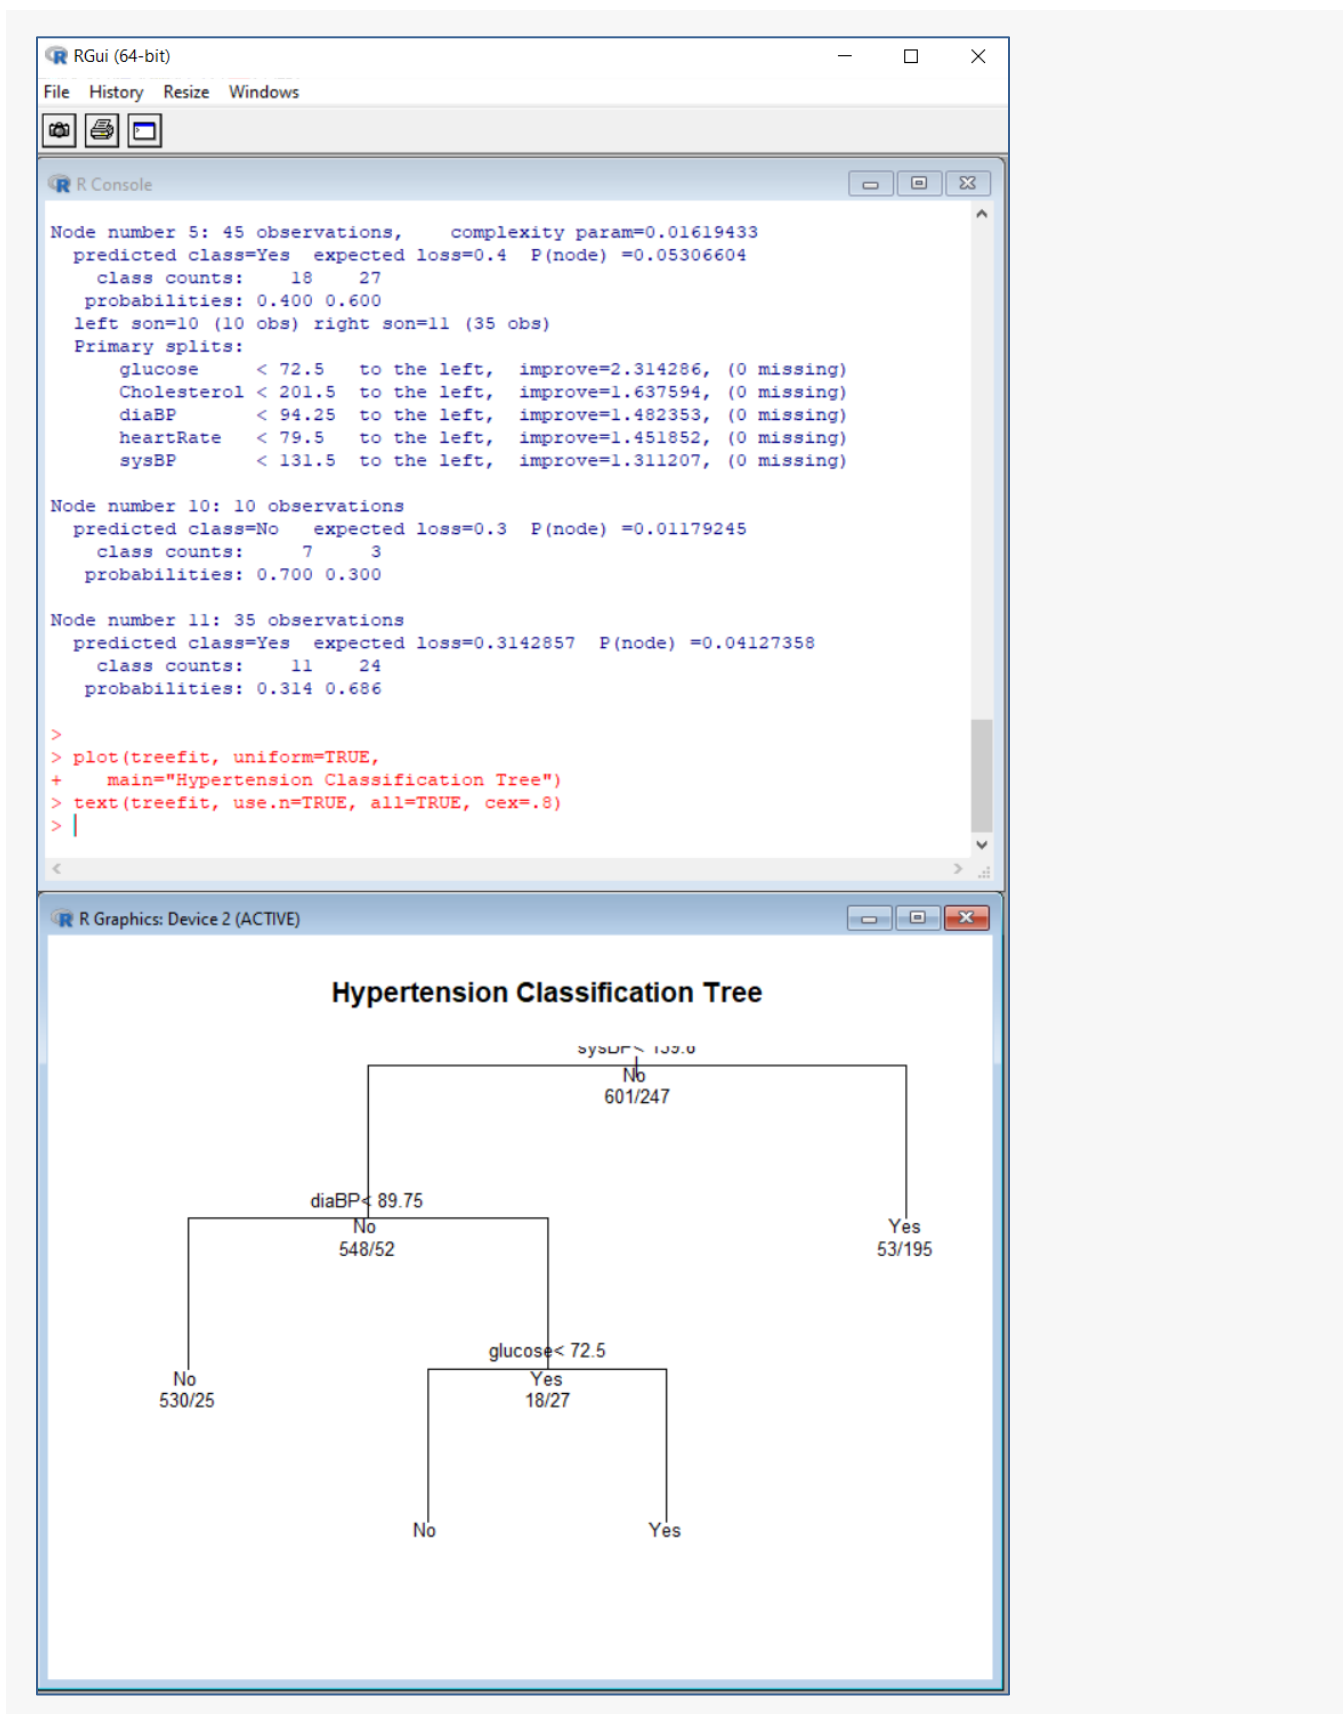 RGui (64-bit)
File History Resize Windows
R Console
Node number 5: 45 observations,    complexity param=0.01619433
  predicted class=Yes  expected loss=0.4  P(node) =0.05306604
    class counts:    18    27
   probabilities: 0.400 0.600
  left son=10 (10 obs) right son=11 (35 obs)
  Primary splits:
      glucose     < 72.5   to the left,  improve=2.314286, (0 missing)
      Cholesterol < 201.5  to the left,  improve=1.637594, (0 missing)
      diaBP       < 94.25  to the left,  improve=1.482353, (0 missing)
      heartRate   < 79.5   to the left,  improve=1.451852, (0 missing)
      sysBP       < 131.5  to the left,  improve=1.311207, (0 missing)
Node number 10: 10 observations
  predicted class=No   expected loss=0.3  P(node) =0.01179245
    class counts:     7     3
   probabilities: 0.700 0.300
Node number 11: 35 observations
  predicted class=Yes  expected loss=0.3142857  P(node) =0.04127358
    class counts:    11    24
   probabilities: 0.314 0.686
>
> plot(treefit, uniform=TRUE,
+    main="Hypertension Classification Tree")
> text(treefit, use.n=TRUE, all=TRUE, cex=.8)
>
R Graphics: Device 2 (ACTIVE)
Hypertension Classification Tree
No
601/247
diaBP< 89.75
No
548/52
Yes
53/195
glucose< 72.5
No
530/25
Yes
18/27
No
Yes